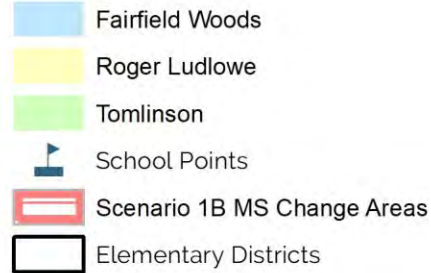 Fairfield Woods
Roger Ludlowe
Tomlinson
School Points
Scenario 1B MS Change Areas
Elementary Districts